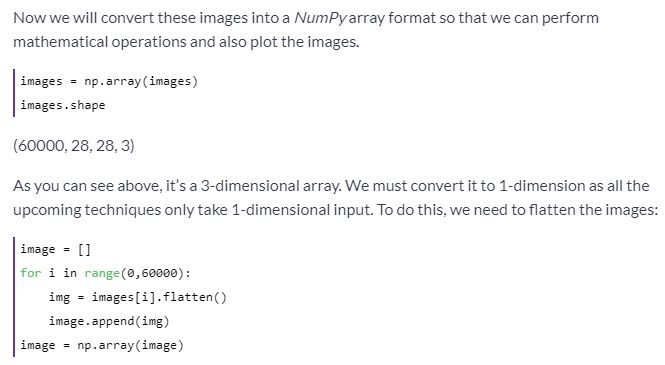 Now we will convert these images into a NumPy array format so that we can perform
mathematical operations and also plot the images.
images = np.array(images)
images.shape
(60000, 28, 28, 3)
As you can see above, it’s a 3-dimensional array. We must convert it to 1-dimension as all the
upcoming techniques only take 1-dimensional input. To do this, we need to flatten the images:
image = []
for i in range(0,60000):
    img = images[i].flatten()
    image.append(img)
image = np.array(image)